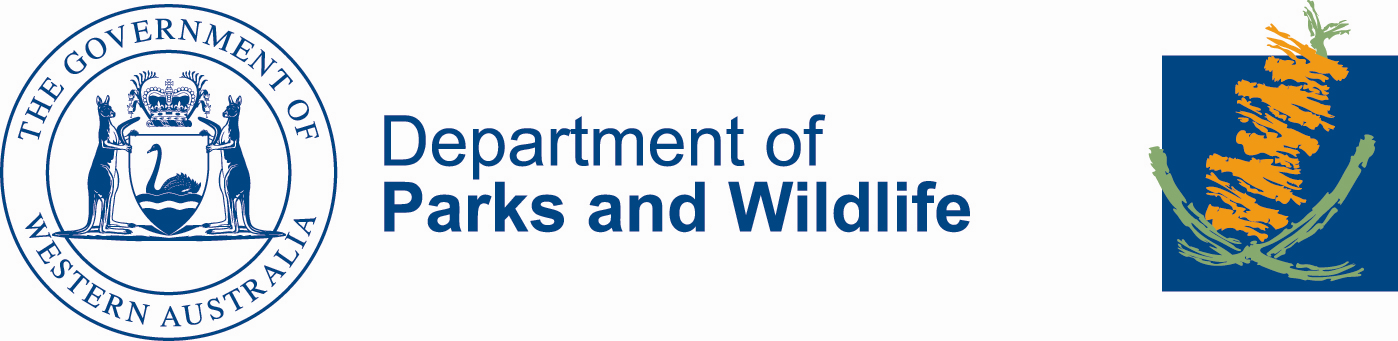 THE GOVERNMENT OF
WESTERN AUSTRALIA
Department of
Parks and Wildlife